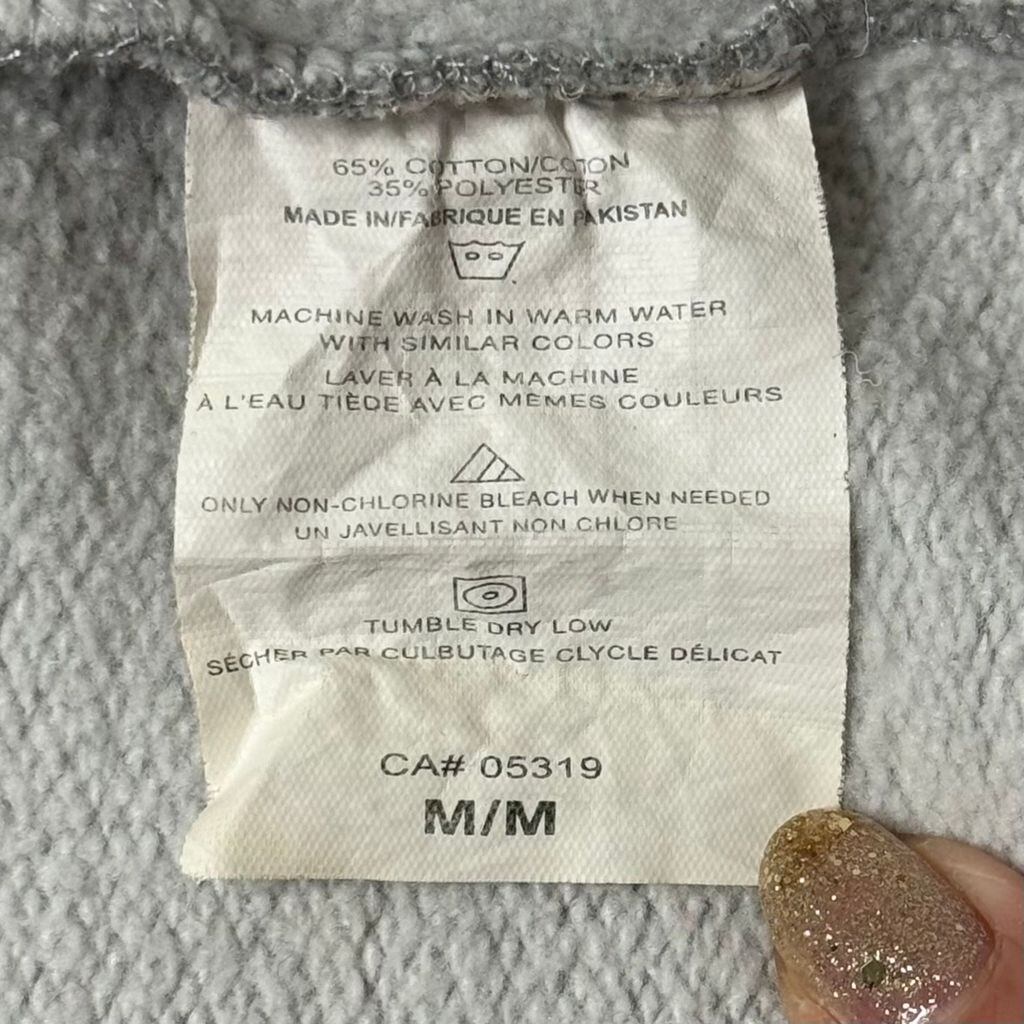 65% COTTON/COTON
35% POLYESTER
MADE IN/FABRIQUE EN PAKISTAN
MACHINE WASH IN WARM WATER
WITH SIMILAR COLORS
LAVER À LA MACHINE
À L'EAU TIÈDE AVEC MEMES COULEURS
ONLY NON-CHLORINE BLEACH WHEN NEEDED
UN JAVELLISANT NON CHLORE
TUMBLE DRY LOW
SÉCHER PAR CULBUTAGE CLYCLE DÉLICAT
CA# 05319
M/M